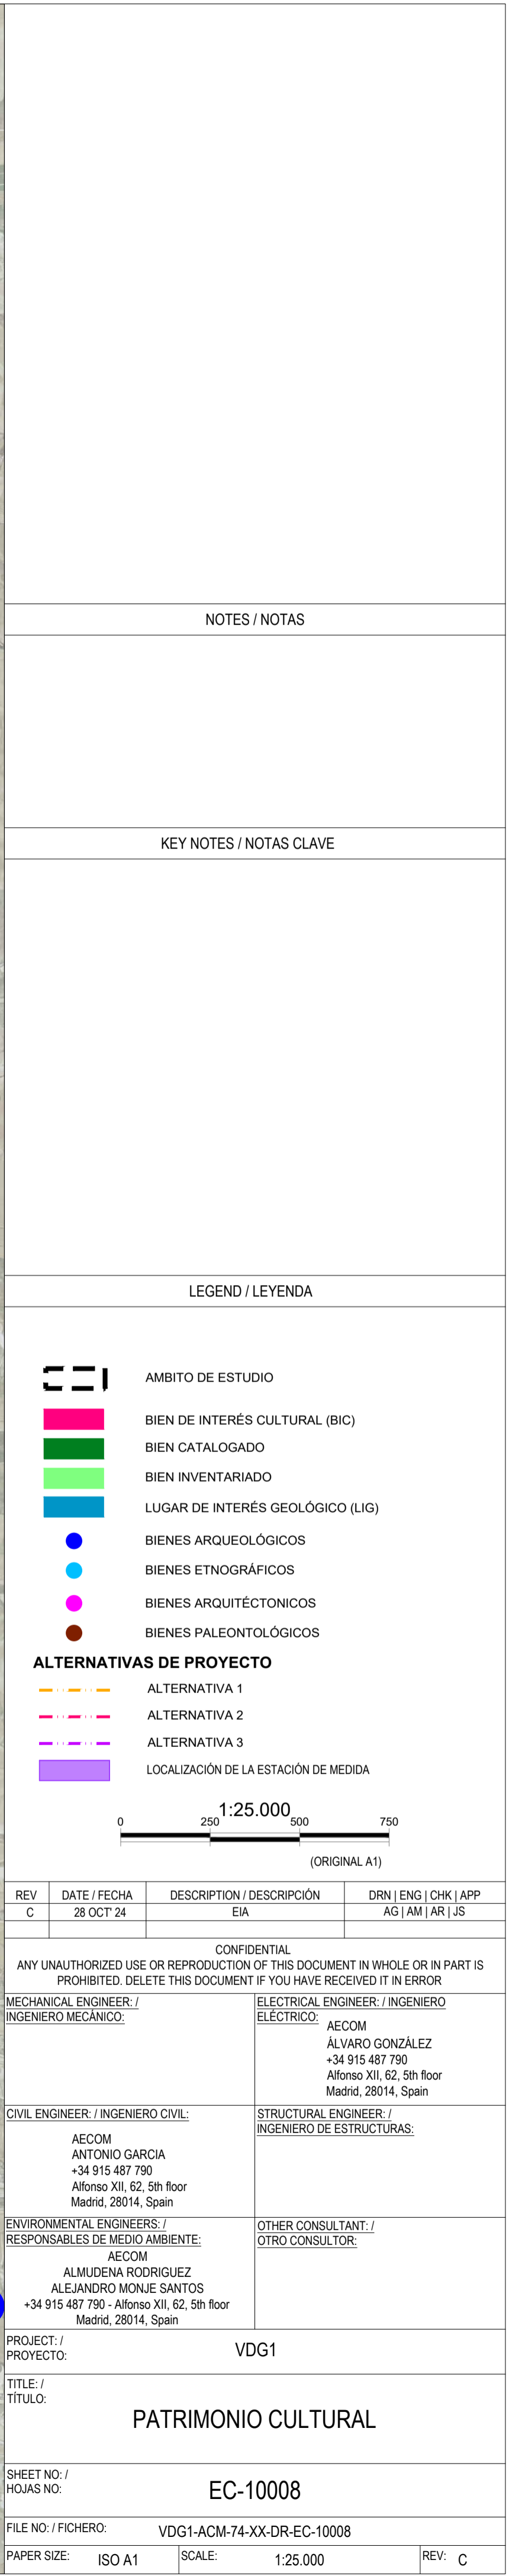 NOTES / NOTAS
KEY NOTES / NOTAS CLAVE
LEGEND / LEYENDA
AMBITO DE ESTUDIO
BIEN DE INTERÉS CULTURAL (BIC)
BIEN CATALOGADO
BIEN INVENTARIADO
LUGAR DE INTERÉS GEOLÓGICO (LIG)
BIENES ARQUEOLÓGICOS
BIENES ETNOGRÁFICOS
BIENES ARQUITÉCTONICOS
BIENES PALEONTOLÓGICOS
ALTERNATIVAS DE PROYECTO
ALTERNATIVA 1
ALTERNATIVA 2
ALTERNATIVA 3
LOCALIZACIÓN DE LA ESTACIÓN DE MEDIDA
1:25.000
0 250 500 750
(ORIGINAL A1)
REV DATE / FECHA DESCRIPTION / DESCRIPCIÓN DRN | ENG | CHK | APP
C 28 OCT' 24 EIA AG | AM | AR | JS
CONFIDENTIAL
ANY UNAUTHORIZED USE OR REPRODUCTION OF THIS DOCUMENT IN WHOLE OR IN PART IS
PROHIBITED. DELETE THIS DOCUMENT IF YOU HAVE RECEIVED IT IN ERROR
MECHANICAL ENGINEER: /
INGENIERO MECÁNICO:
ELECTRICAL ENGINEER: / INGENIERO
ELÉCTRICO:
AECOM
ÁLVARO GONZÁLEZ
+34 915 487 790
Alfonso XII, 62, 5th floor
Madrid, 28014, Spain
CIVIL ENGINEER: / INGENIERO CIVIL:
AECOM
ANTONIO GARCIA
+34 915 487 790
Alfonso XII, 62, 5th floor
Madrid, 28014, Spain
STRUCTURAL ENGINEER: /
INGENIERO DE ESTRUCTURAS:
ENVIRONMENTAL ENGINEERS: /
RESPONSABLES DE MEDIO AMBIENTE:
AECOM
ALMUDENA RODRIGUEZ
ALEJANDRO MONJE SANTOS
+34 915 487 790 - Alfonso XII, 62, 5th floor
Madrid, 28014, Spain
OTHER CONSULTANT: /
OTRO CONSULTOR:
PROJECT: /
PROYECTO:
VDG1
TITLE: /
TÍTULO:
PATRIMONIO CULTURAL
SHEET NO: /
HOJAS NO:
EC-10008
FILE NO: / FICHERO: VDG1-ACM-74-XX-DR-EC-10008
PAPER SIZE: ISO A1 SCALE: 1:25.000 REV: C